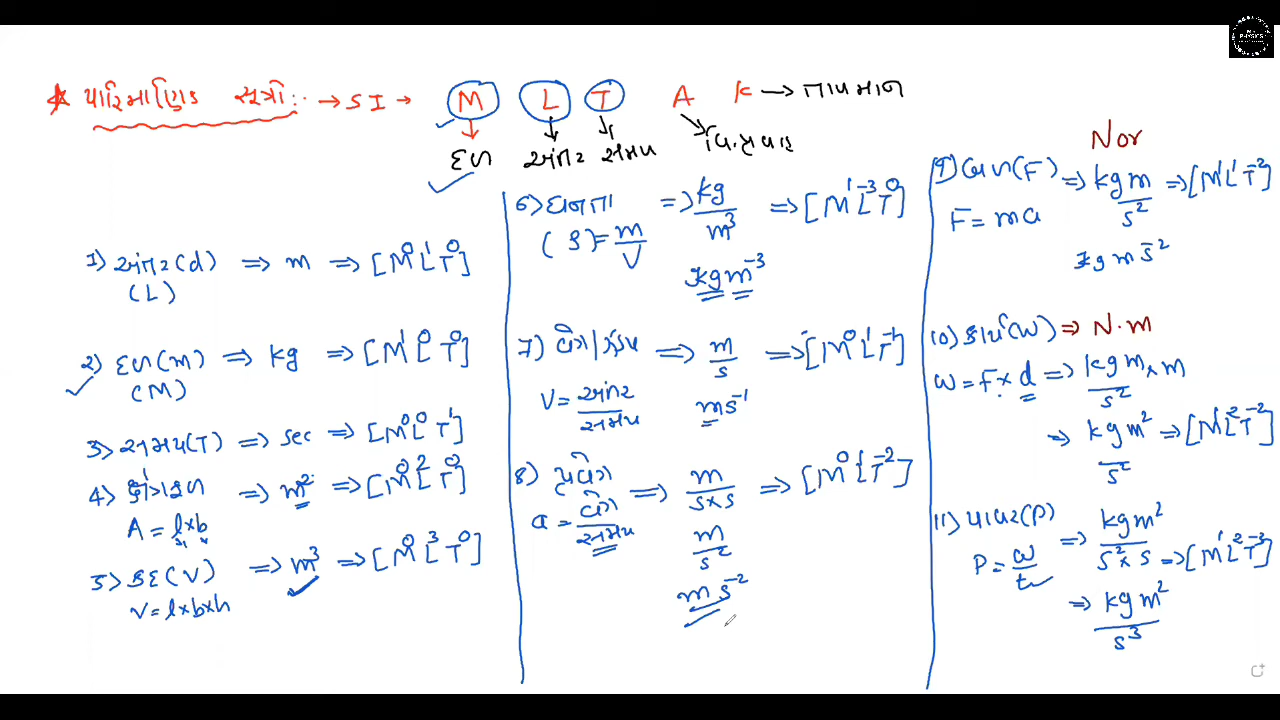 PHYSICS
* પારિમાણિક સૂત્રો :- → SI → M L T A K → તાપમાન
દળ અંતર સમય વિ.પ્રવાહ
1) અંતર(d) ⇒ m ⇒ [M⁰L¹T⁰]
(L)
2) દળ(m) ⇒ kg ⇒ [M¹L⁰T⁰]
(M)
3) સમય(T) ⇒ sec ⇒ [M⁰L⁰T¹]
4) ક્ષેત્રફળ ⇒ m² ⇒ [M⁰L²T⁰]
A = l×b
5) કદ(V) ⇒ m³ ⇒ [M⁰L³T⁰]
V = l×b×h
6) ઘનતા ⇒ kg/m³ ⇒ [M¹L⁻³T⁰]
(ρ) = m/V
kg m⁻³
7) વેગ/ઝડપ ⇒ m/s ⇒ [M⁰L¹T⁻¹]
V = અંતર/સમય
ms⁻¹
8) પ્રવેગ ⇒ m/s×s ⇒ [M⁰L¹T⁻²]
a = વેગ/સમય
m/s²
m s⁻²
Nor
9) બળ(F) ⇒ kg m/s² ⇒ [M¹L¹T⁻²]
F = ma
kg m s⁻²
10) કાર્ય(W) ⇒ N·m
W = F × d ⇒ kg m/s² × m
⇒ kg m²/s² ⇒ [M¹L²T⁻²]
11) પાવર(P) ⇒ kg m²/s² × s ⇒ [M¹L²T⁻³]
P = W/t
⇒ kg m²/s³